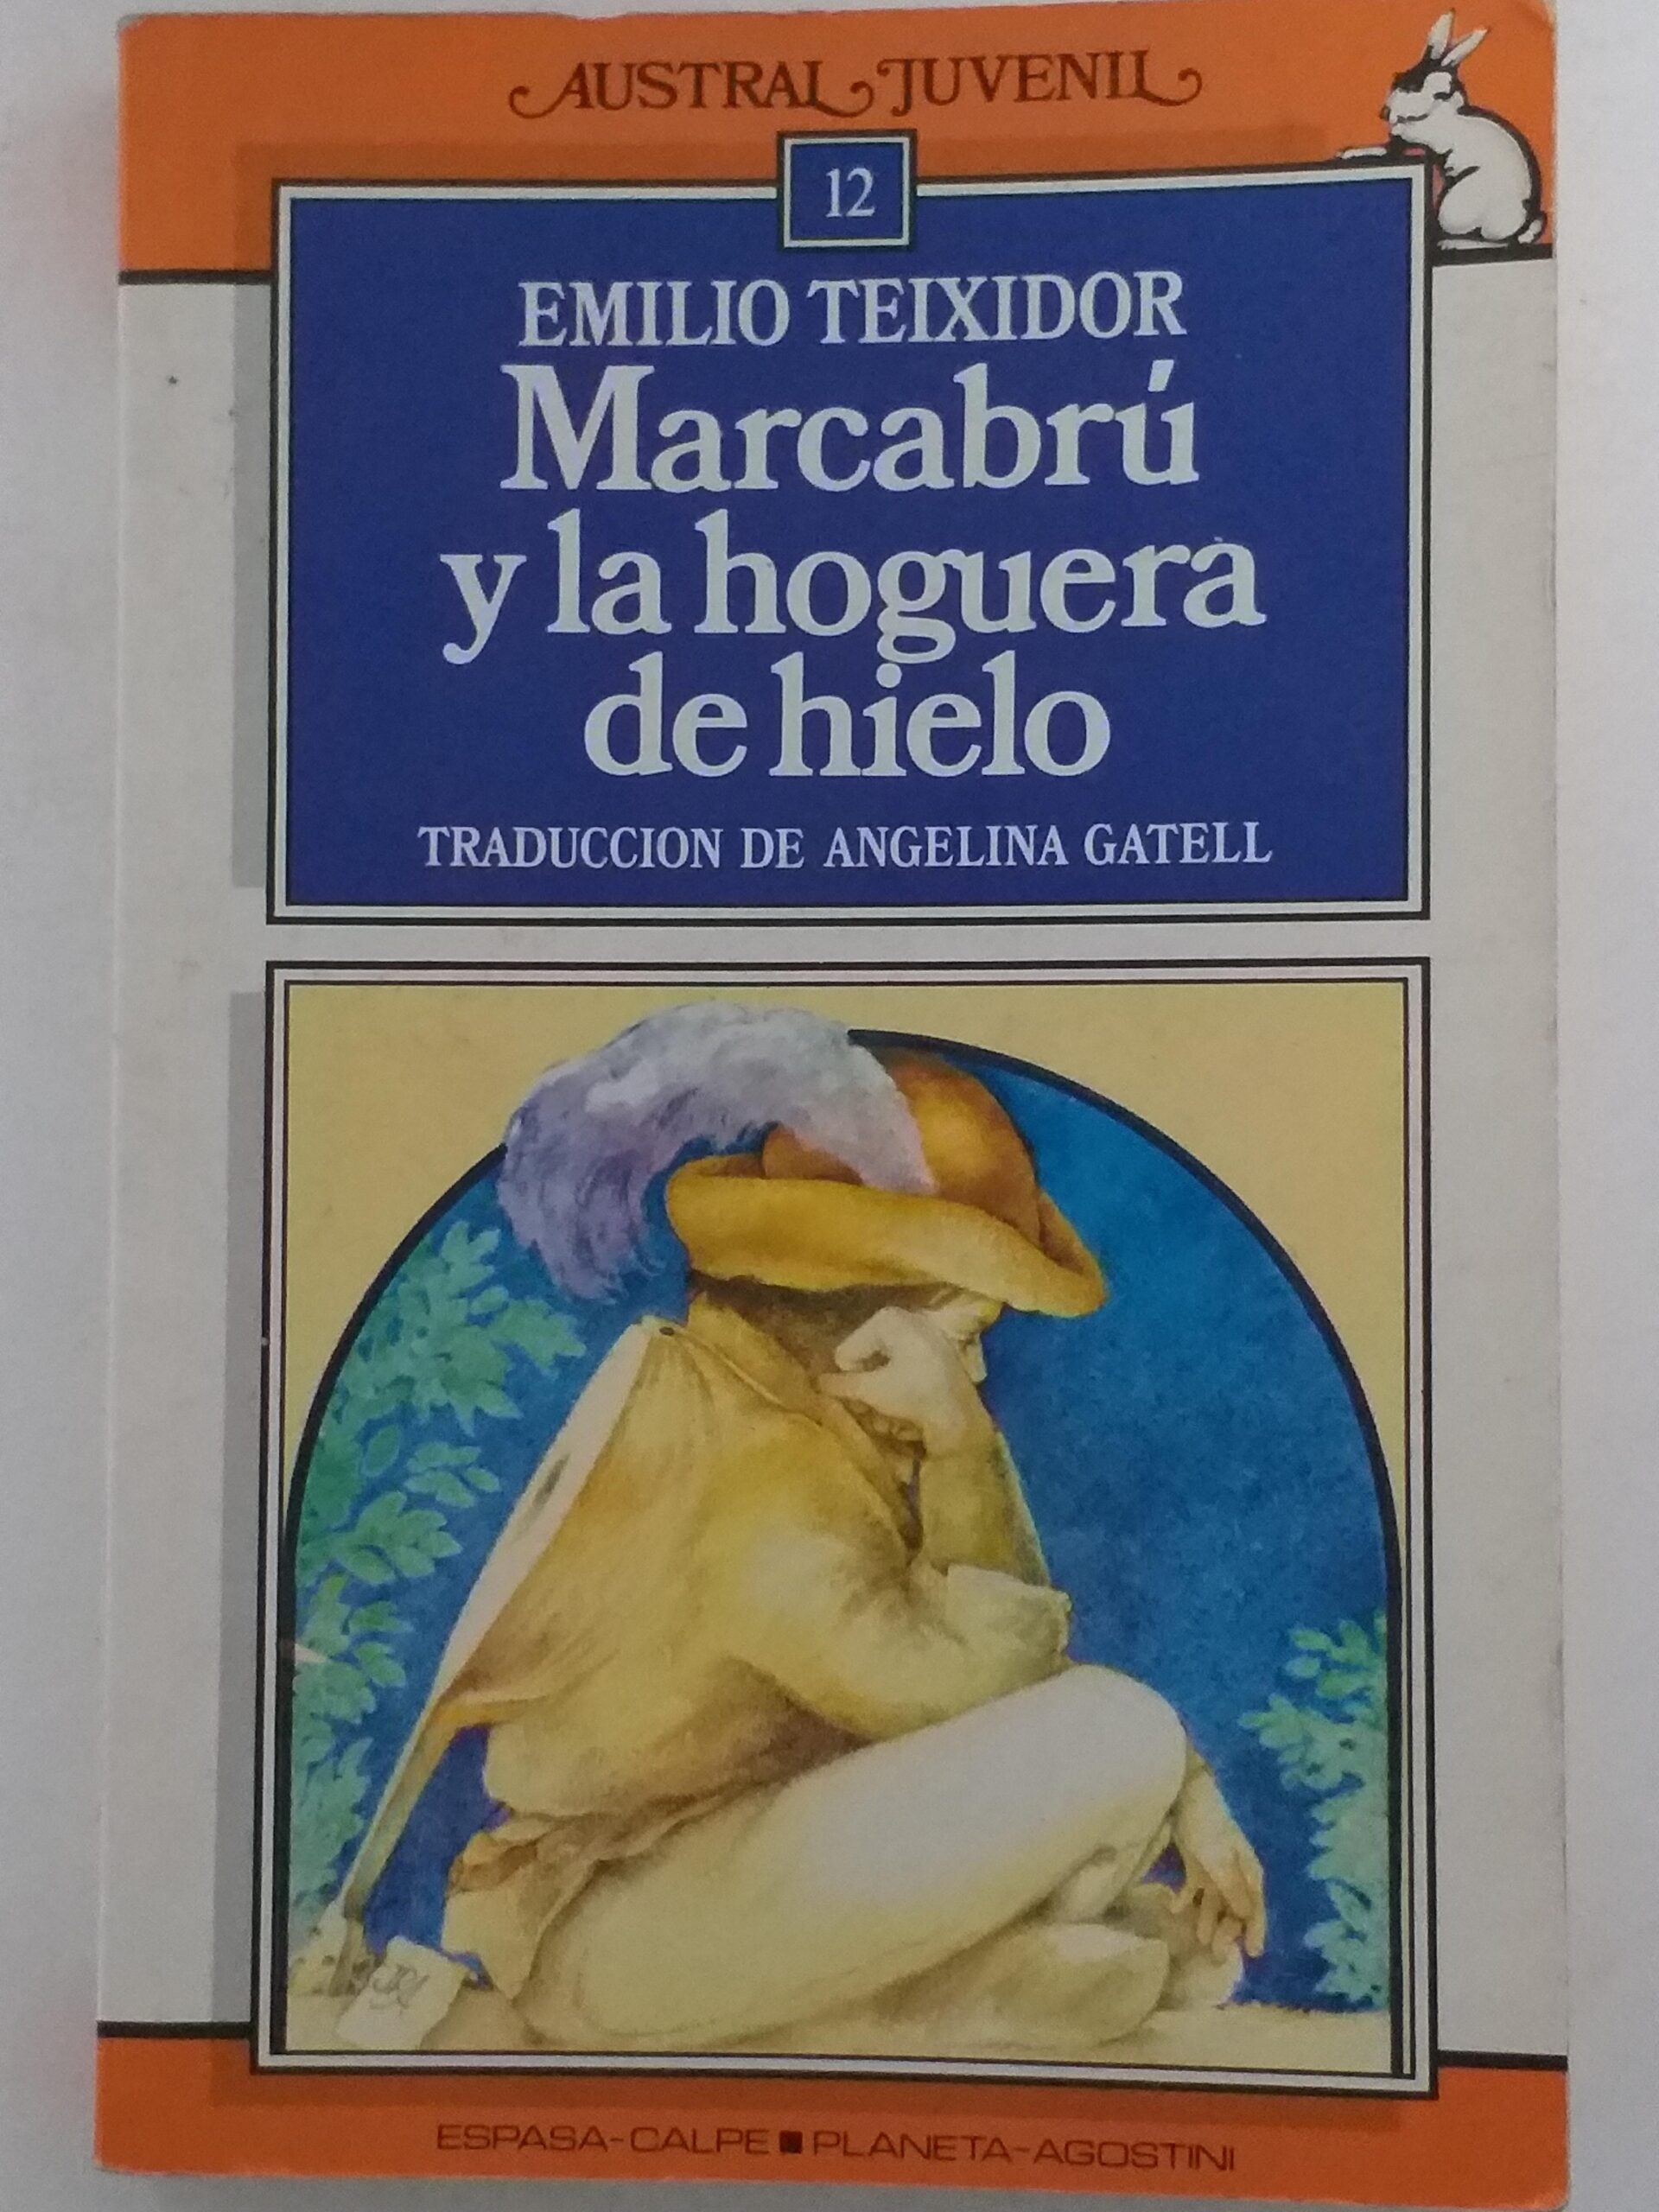 AUSTRAL JUVENIL
12
EMILIO TEIXIDOR
Marcabrú
y la hoguera
de hielo
TRADUCCION DE ANGELINA GATELL
ESPASA-CALPE ■ PLANETA-AGOSTINI